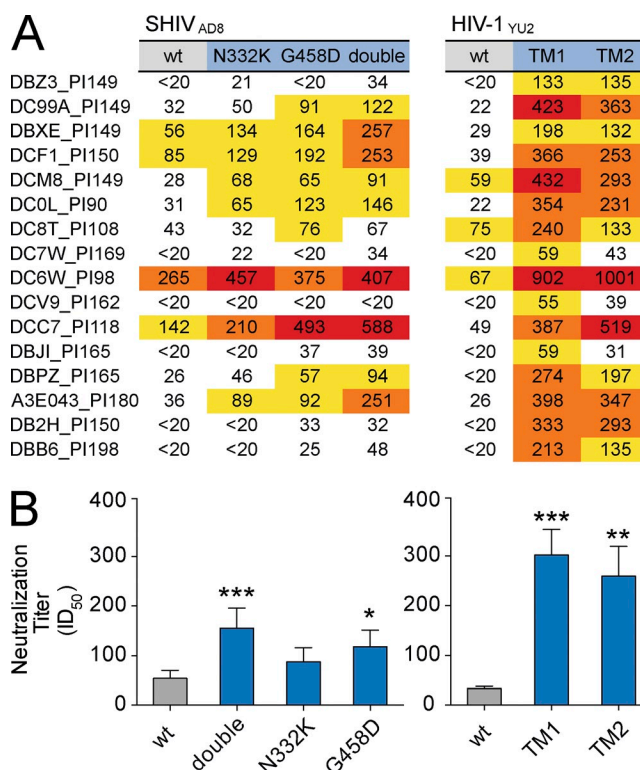 A
SHIV AD8 HIV-1 YU2
wt N332K G458D double wt TM1 TM2
DBZ3_PI149 <20 21 <20 34 <20 133 135
DC99A_PI149 32 50 91 122 22 423 363
DBXE_PI149 56 134 164 257 29 198 132
DCF1_PI150 85 129 192 253 39 366 253
DCM8_PI149 28 68 65 91 59 432 293
DC0L_PI90 31 65 123 146 22 354 231
DC8T_PI108 43 32 76 67 75 240 133
DC7W_PI169 <20 22 <20 34 <20 59 43
DC6W_PI98 265 457 375 407 67 902 1001
DCV9_PI162 <20 <20 <20 <20 <20 55 39
DCC7_PI118 142 210 493 588 49 387 519
DBJI_PI165 <20 <20 37 39 <20 59 31
DBPZ_PI165 26 46 57 94 <20 274 197
A3E043_PI180 36 89 92 251 26 398 347
DB2H_PI150 <20 <20 33 32 <20 333 293
DBB6_PI198 <20 <20 25 48 <20 213 135
B
Neutralization
Titer
(ID50)
400 400
300 300
200 200
100 100
0 0
*** * *** **
wt double N332K G458D wt TM1 TM2